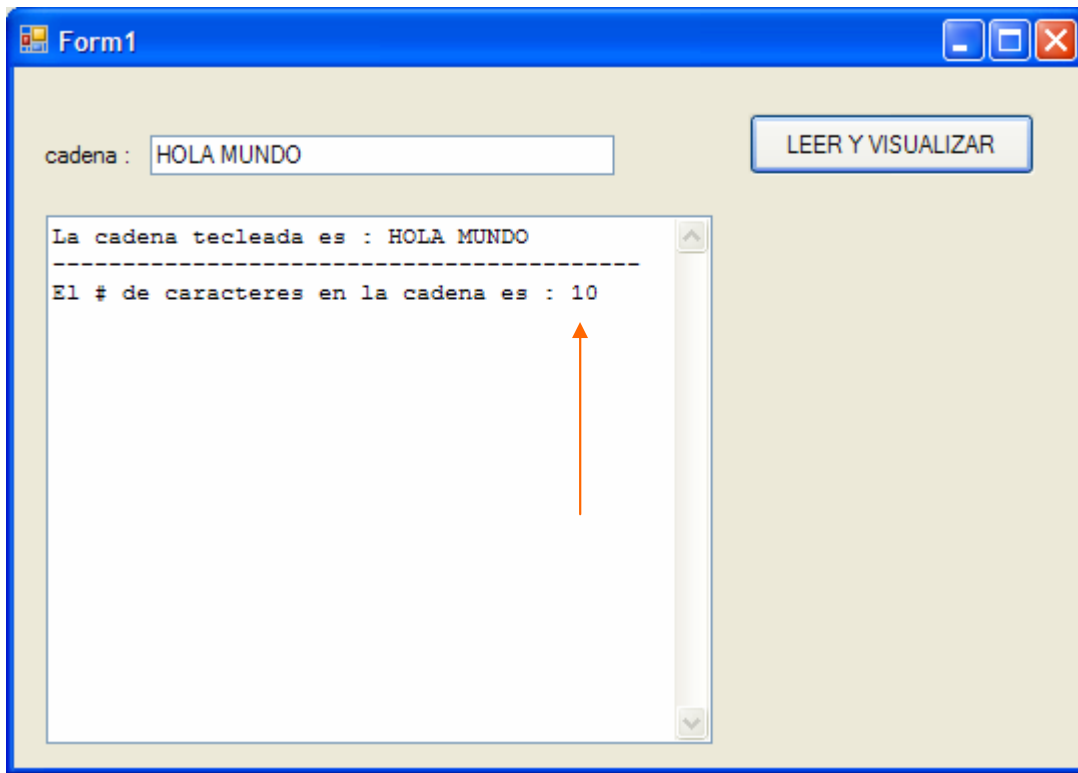 Form1
cadena : HOLA MUNDO
LEER Y VISUALIZAR
La cadena tecleada es : HOLA MUNDO
------------------------------------------
El # de caracteres en la cadena es : 10